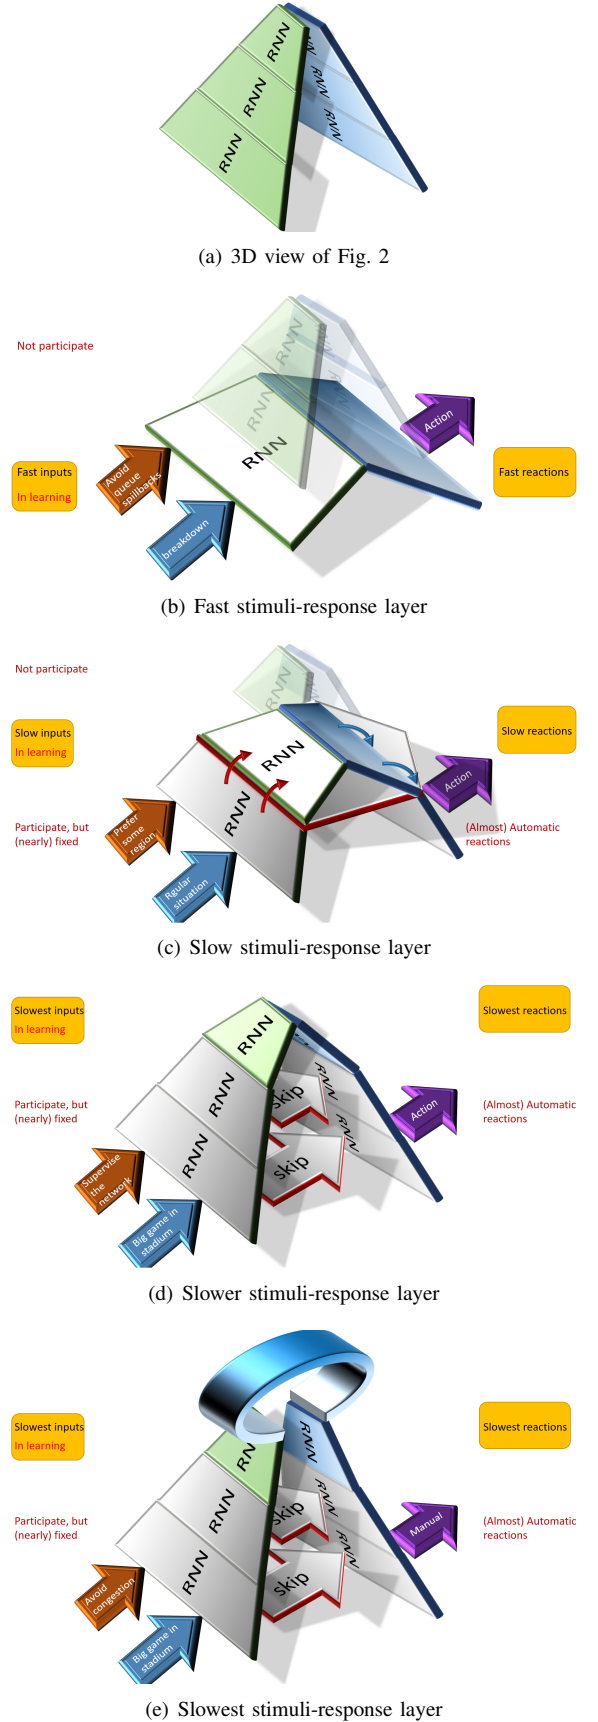 RNN
RNN
RNN
RNN
RNN
RNN
(a) 3D view of Fig. 2
Not participate
RNN
RNN
RNN
Action
Fast inputs
In learning
Avoid
queue
spillbacks
breakdown
Fast reactions
(b) Fast stimuli-response layer
Not participate
Slow inputs
In learning
RNN
RNN
Slow reactions
Action
Participate, but
(nearly) fixed
Prefer
some
region
Rgular
situation
(Almost) Automatic
reactions
(c) Slow stimuli-response layer
Slowest inputs
In learning
RNN
Slowest reactions
RNN
RNN
skip
RNN
RNN
skip
Action
Participate, but
(nearly) fixed
(Almost) Automatic
reactions
Supervise
the
network
Big game in
stadium
(d) Slower stimuli-response layer
Slowest inputs
In learning
RNN
RNN
Slowest reactions
RNN
RNN
skip
RNN
RNN
skip
Manual
Participate, but
(nearly) fixed
(Almost) Automatic
reactions
Avoid
congestion
Big game in
stadium
(e) Slowest stimuli-response layer